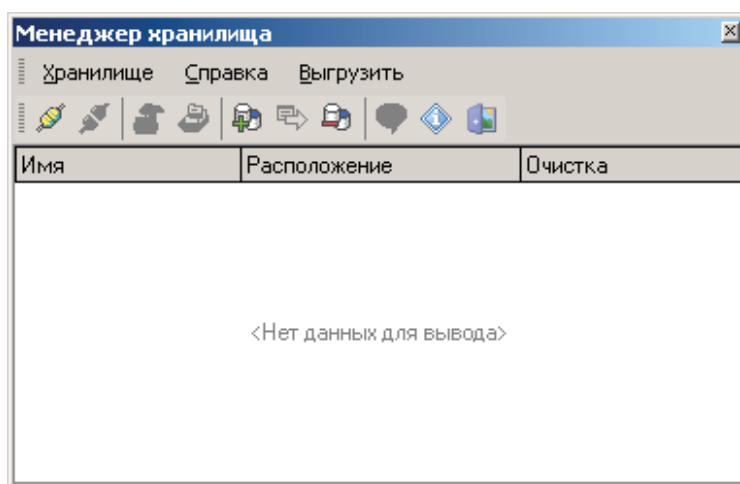 Менеджер хранилища
Хранилище Справка Выгрузить
Имя Расположение Очистка
<Нет данных для вывода>